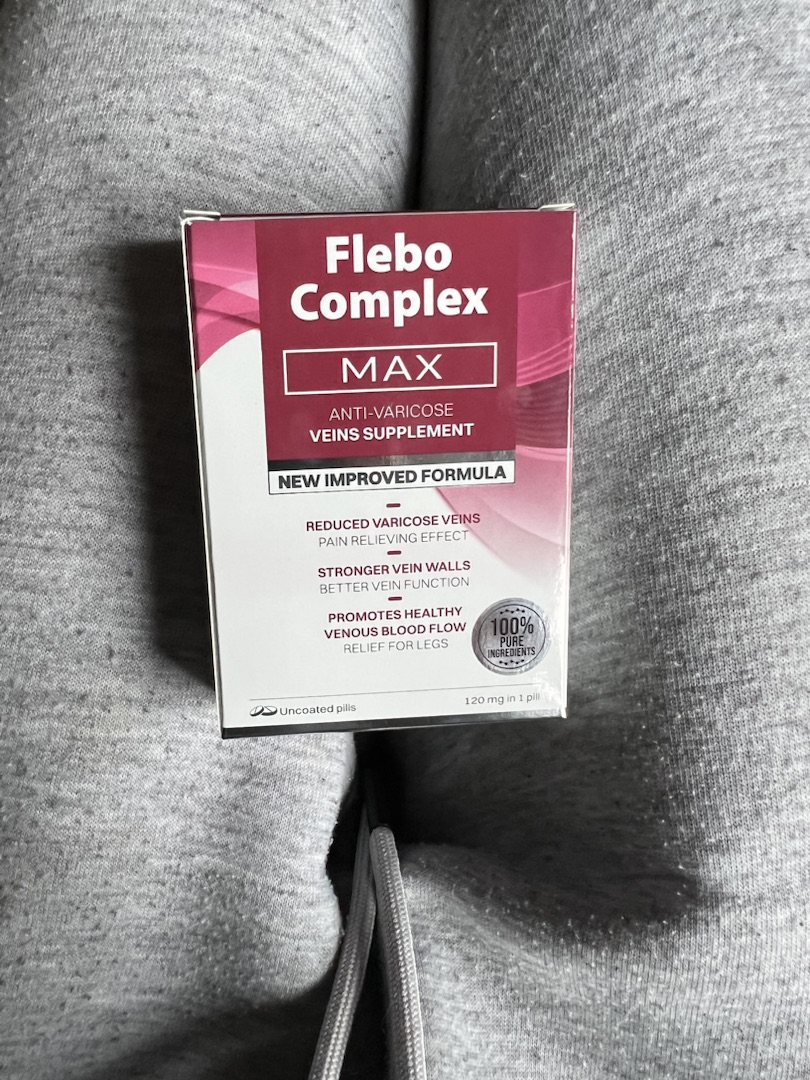 Flebo
Complex
MAX
ANTI-VARICOSE
VEINS SUPPLEMENT
NEW IMPROVED FORMULA
REDUCED VARICOSE VEINS
PAIN RELIEVING EFFECT
STRONGER VEIN WALLS
BETTER VEIN FUNCTION
PROMOTES HEALTHY
VENOUS BLOOD FLOW
RELIEF FOR LEGS
100%
PURE
INGREDIENTS
Uncoated pills
120 mg in 1 pill